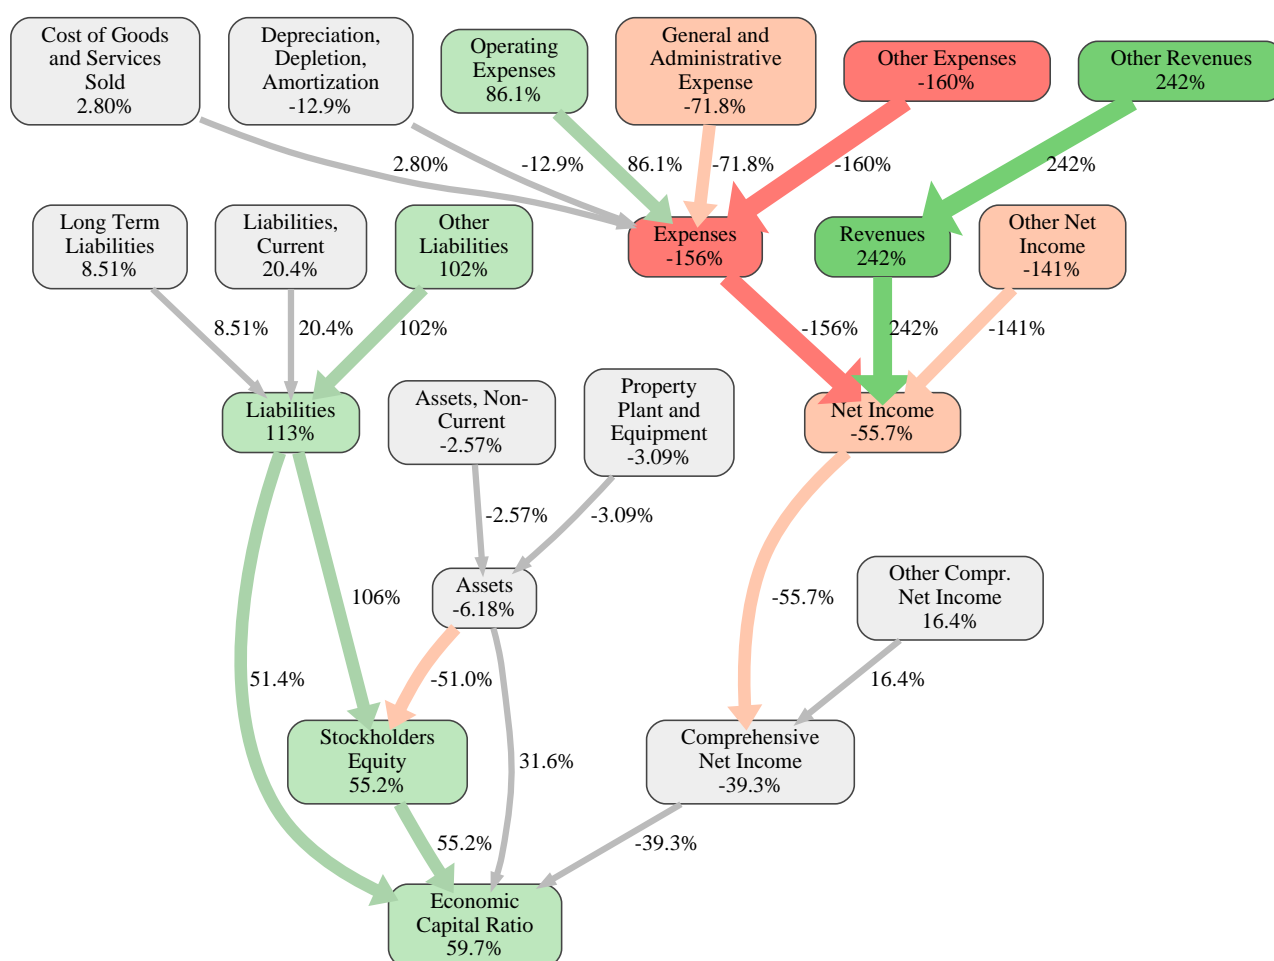 Cost of Goods
and Services
Sold
2.80%
Depreciation,
Depletion,
Amortization
-12.9%
Operating
Expenses
86.1%
General and
Administrative
Expense
-71.8%
Other Expenses
-160%
Other Revenues
242%
2.80%
-12.9%
86.1%
-71.8%
-160%
242%
Long Term
Liabilities
8.51%
Liabilities,
Current
20.4%
Other
Liabilities
102%
Expenses
-156%
Revenues
242%
Other Net
Income
-141%
8.51%
20.4%
102%
-156%
242%
-141%
Liabilities
113%
Assets, Non-
Current
-2.57%
Property
Plant and
Equipment
-3.09%
Net Income
-55.7%
-2.57%
-3.09%
Assets
-6.18%
106%
-55.7%
Other Compr.
Net Income
16.4%
51.4%
-51.0%
16.4%
Stockholders
Equity
55.2%
31.6%
Comprehensive
Net Income
-39.3%
55.2%
-39.3%
Economic
Capital Ratio
59.7%